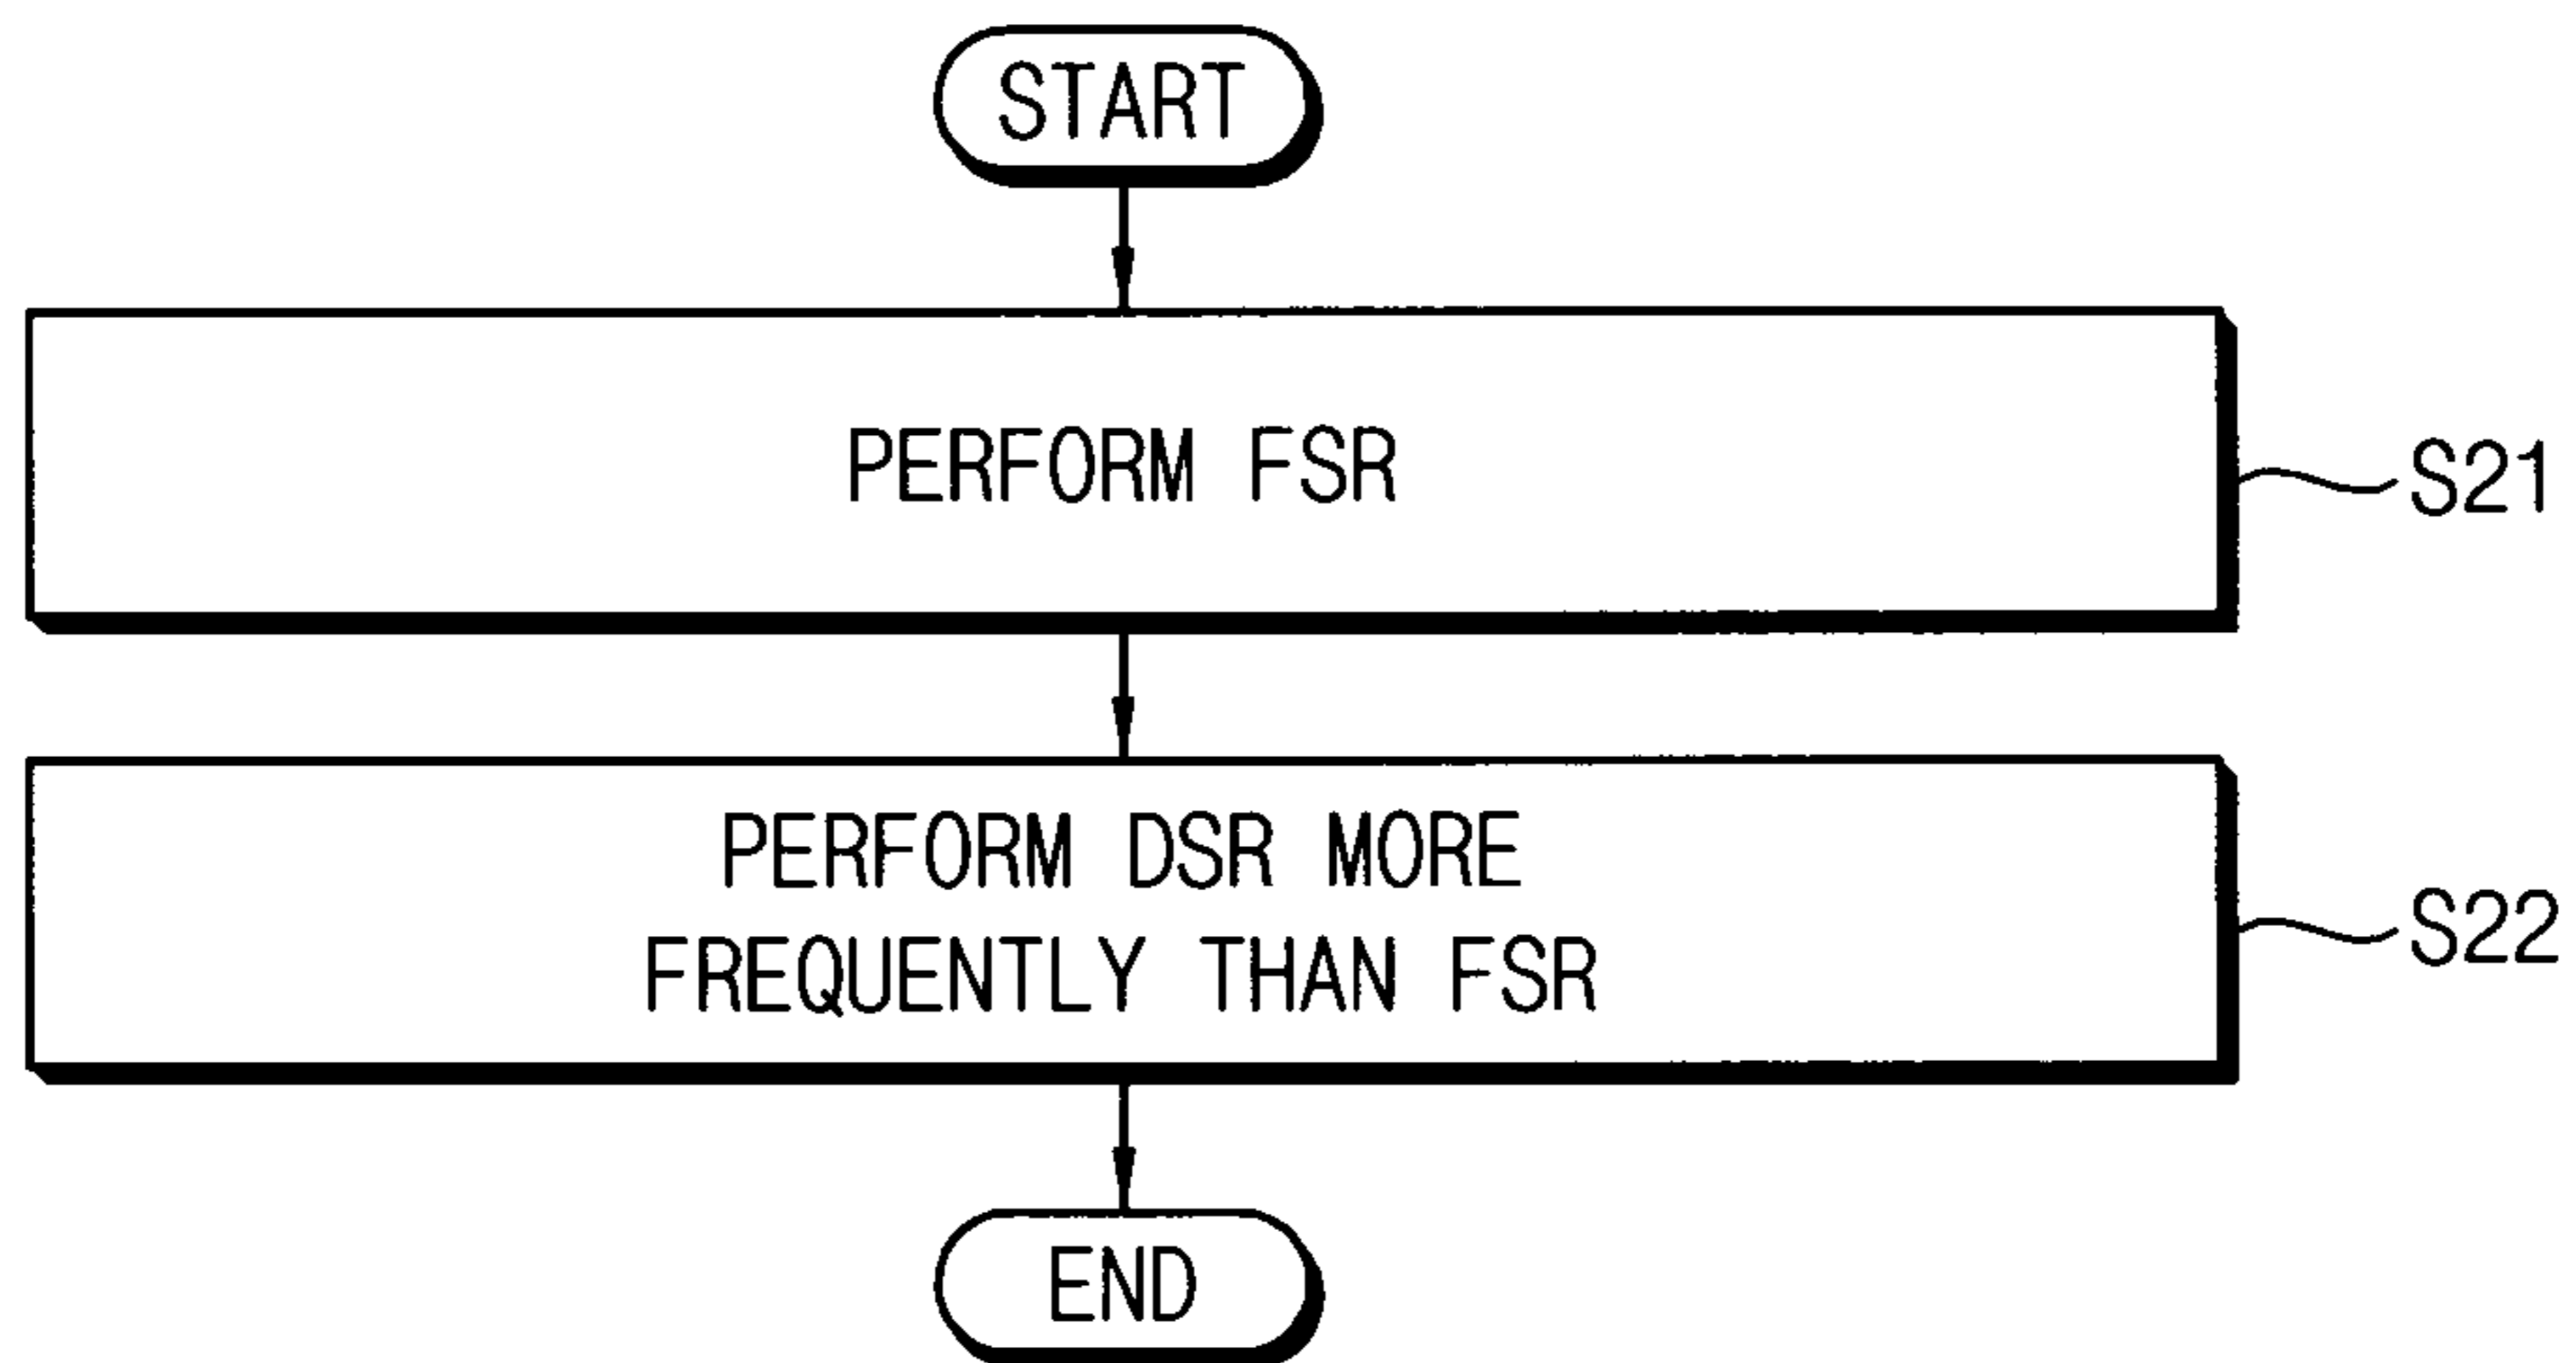 START
PERFORM FSR
S21
PERFORM DSR MORE
FREQUENTLY THAN FSR
S22
END